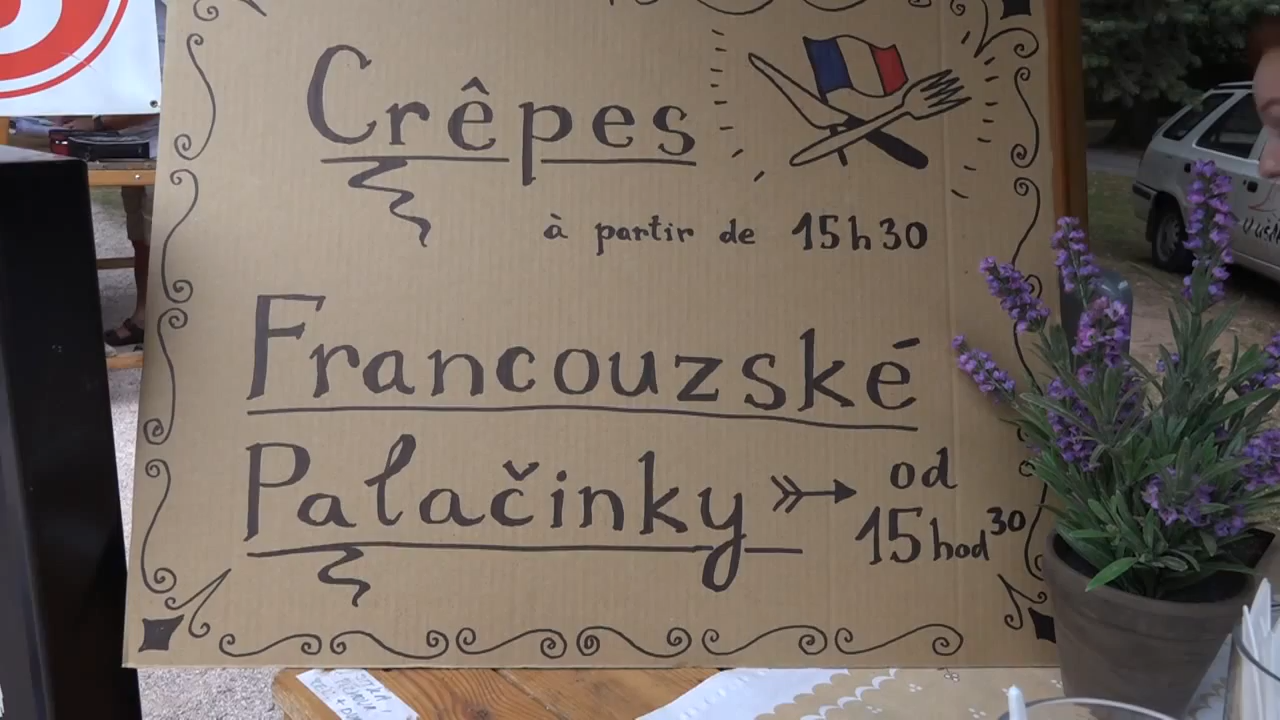 Crêpes
à partir de 15h30
Francouzské
Palačinky od
15hod30